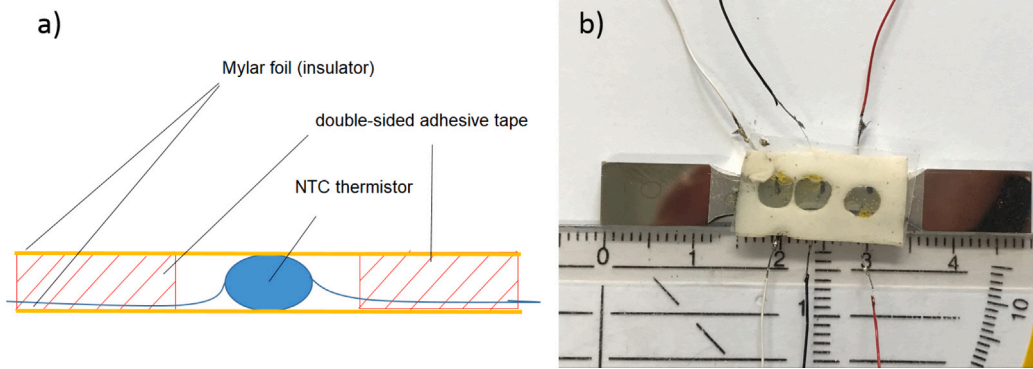 a)
Mylar foil (insulator)
double-sided adhesive tape
NTC thermistor
b)
0 1 2 3 4
1
10